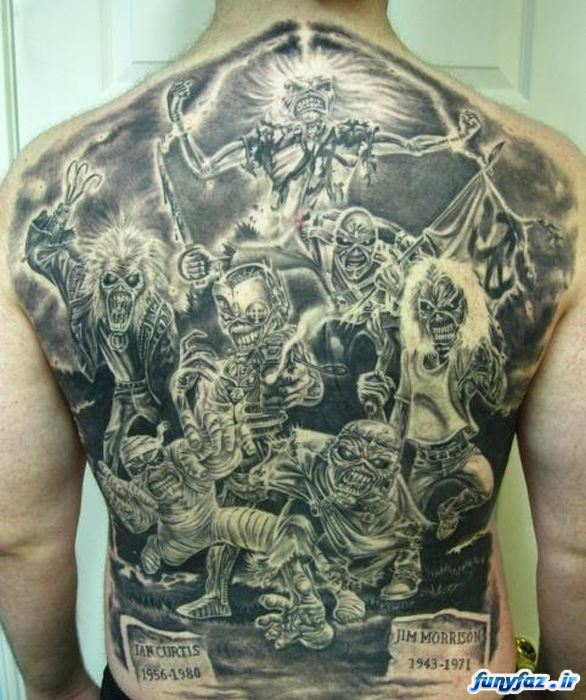 IAN CURTIS
1956-1980
JIM MORRISON
1943-1971
funyfaz.ir